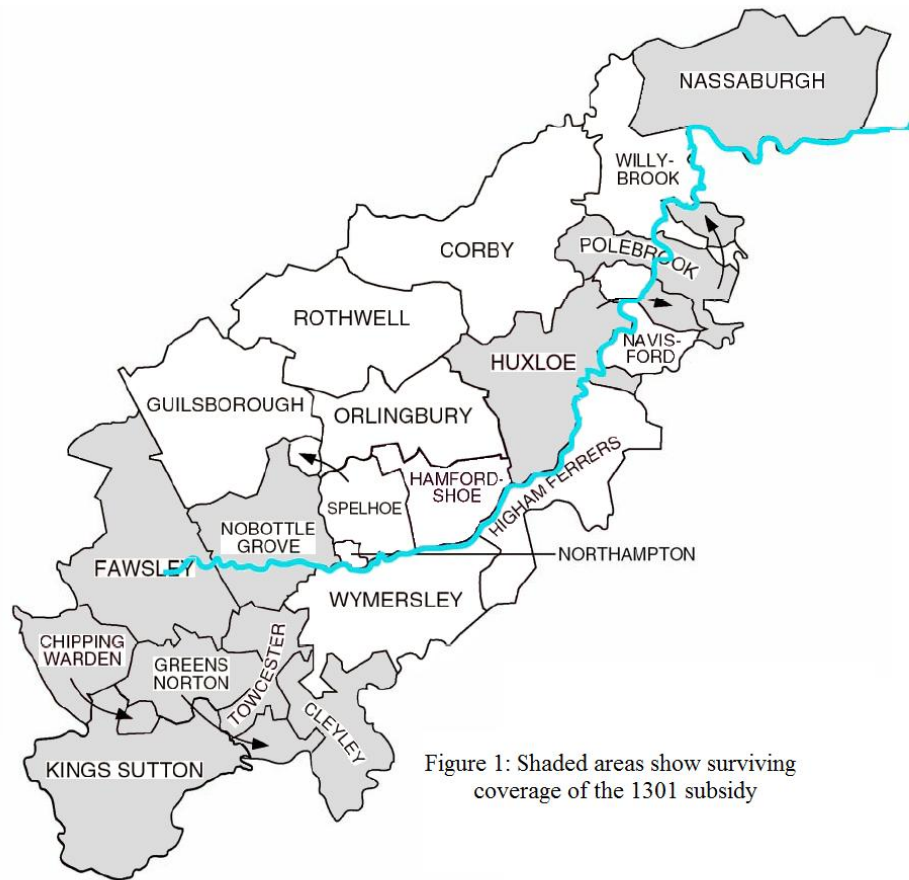 NASSABURGH
WILLY-
BROOK
POLEBROOK
CORBY
ROTHWELL
NAVIS-
FORD
HUXLOE
GUILSBOROUGH
ORLINGBURY
HAMFORD-
SHOE
SPELHOE
HIGHAM FERRERS
NOBOTTLE
GROVE
NORTHAMPTON
FAWSLEY
WYMERSLEY
CHIPPING
WARDEN
GREENS
NORTON
TOWCESTER
CLEYLEY
KINGS SUTTON
Figure 1: Shaded areas show surviving
coverage of the 1301 subsidy